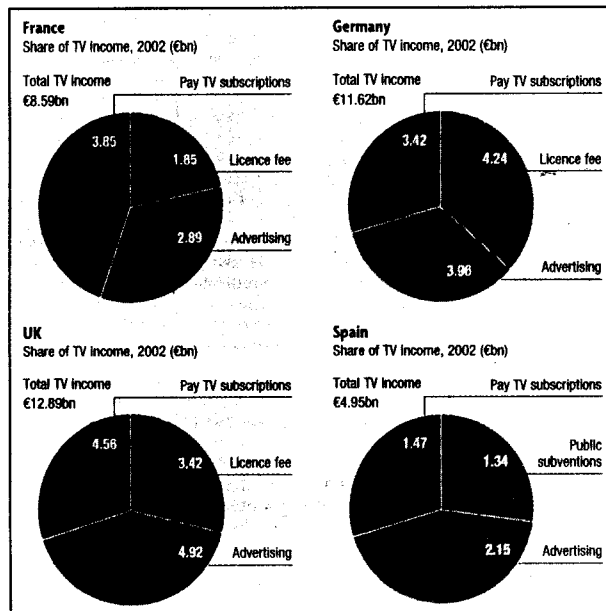 France
Share of TV income, 2002 (€bn)
Total TV income
€8.59bn
Pay TV subscriptions
3.85
1.85
Licence fee
2.89
Advertising
Germany
Share of TV income, 2002 (€bn)
Total TV income
€11.62bn
Pay TV subscriptions
3.42
4.24
Licence fee
3.96
Advertising
UK
Share of TV income, 2002 (€bn)
Total TV income
€12.89bn
Pay TV subscriptions
4.56
3.42
Licence fee
4.92
Advertising
Spain
Share of TV income, 2002 (€bn)
Total TV income
€4.95bn
Pay TV subscriptions
1.47
1.34
Public
subventions
2.15
Advertising